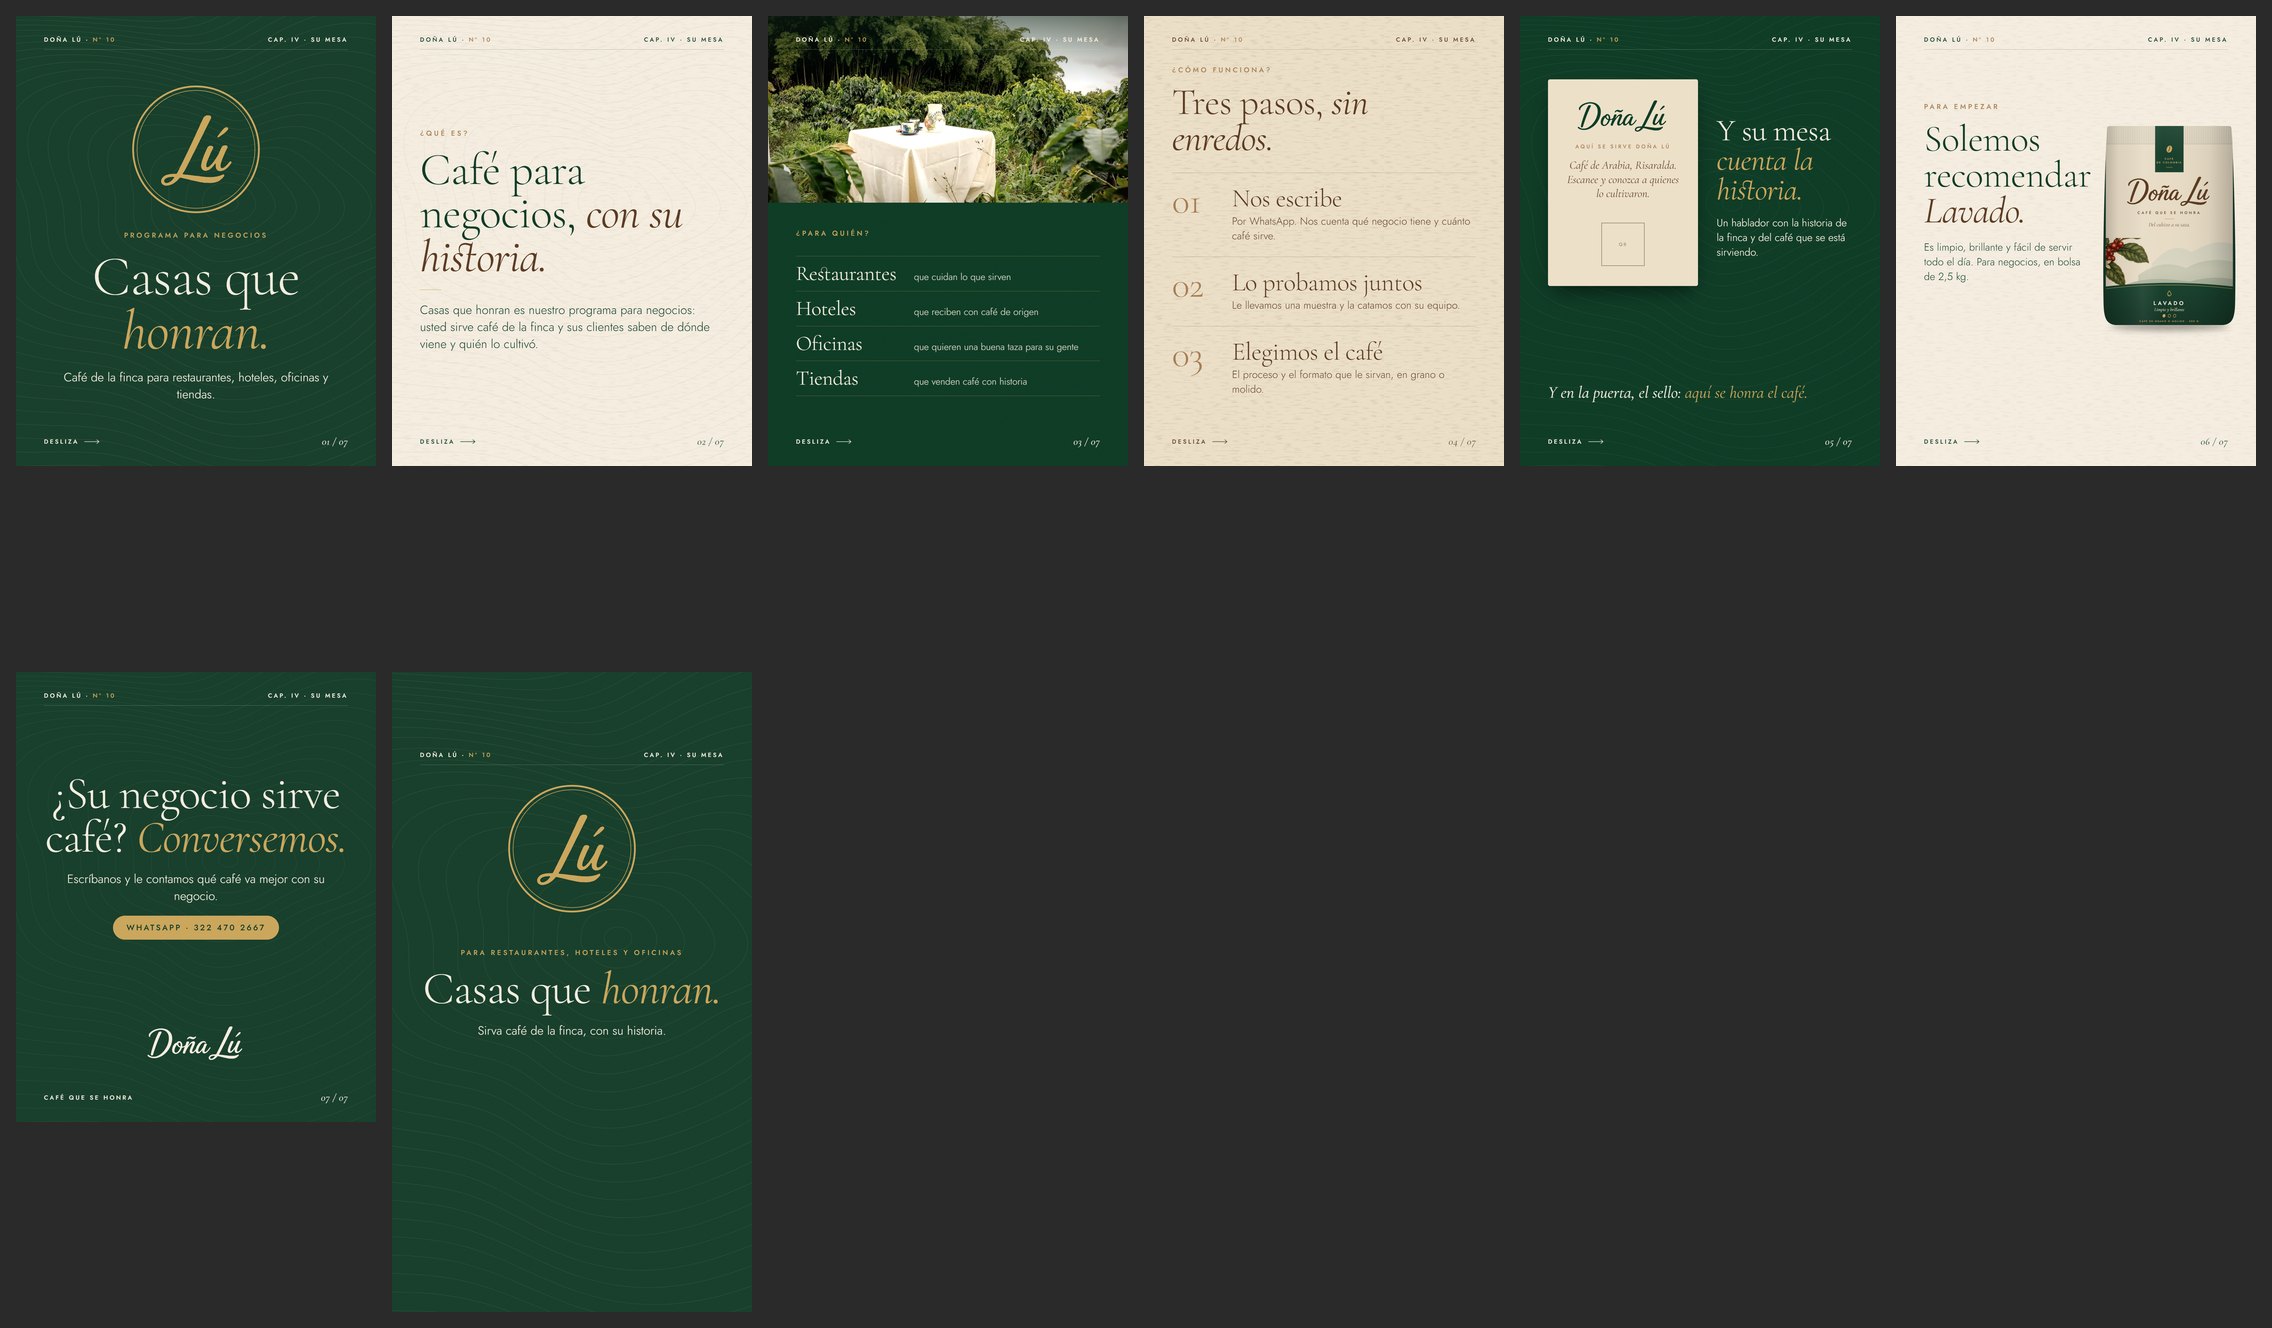 DOÑA LÚ · N° 10
CAP. IV · SU MESA
Lú
PROGRAMA PARA NEGOCIOS
Casas que
honran.
Café de la finca para restaurantes, hoteles, oficinas y
tiendas.
DESLIZA
01 / 07
DOÑA LÚ · N° 10
CAP. IV · SU MESA
¿QUÉ ES?
Café para
negocios, con su
historia.
Casas que honran es nuestro programa para negocios:
usted sirve café de la finca y sus clientes saben de dónde
viene y quién lo cultivó.
DESLIZA
02 / 07
DOÑA LÚ · N° 10
CAP. IV · SU MESA
¿PARA QUIÉN?
Restaurantes que cuidan lo que sirven
Hoteles que reciben con café de origen
Oficinas que quieren una buena taza para su gente
Tiendas que venden café con historia
DESLIZA
03 / 07
DOÑA LÚ · N° 10
CAP. IV · SU MESA
¿CÓMO FUNCIONA?
Tres pasos, sin
enredos.
01
Nos escribe
Por WhatsApp. Nos cuenta qué negocio tiene y cuánto
café sirve.
02
Lo probamos juntos
Le llevamos una muestra y la catamos con su equipo.
03
Elegimos el café
El proceso y el formato que le sirvan, en grano o
molido.
DESLIZA
04 / 07
DOÑA LÚ · N° 10
CAP. IV · SU MESA
Doña Lú
AQUÍ SE SIRVE DOÑA LÚ
Café de Arabia, Risaralda.
Escanee y conozca a quienes
lo cultivaron.
QR
Y su mesa
cuenta la
historia.
Un hablador con la historia de
la finca y del café que se está
sirviendo.
Y en la puerta, el sello: aquí se honra el café.
DESLIZA
05 / 07
DOÑA LÚ · N° 10
CAP. IV · SU MESA
PARA EMPEZAR
Solemos
recomendar
Lavado.
Es limpio, brillante y fácil de servir
todo el día. Para negocios, en bolsa
de 2,5 kg.
Doña Lú
CAFÉ QUE SE HONRA
Del cultivo a su taza.
LAVADO
Limpio y brillante
DESLIZA
06 / 07
DOÑA LÚ · N° 10
CAP. IV · SU MESA
¿Su negocio sirve
café? Conversemos.
Escríbanos y le contamos qué café va mejor con su
negocio.
WHATSAPP · 322 470 2667
Doña Lú
CAFÉ QUE SE HONRA
07 / 07
DOÑA LÚ · N° 10
CAP. IV · SU MESA
Lú
PARA RESTAURANTES, HOTELES Y OFICINAS
Casas que honran.
Sirva café de la finca, con su historia.